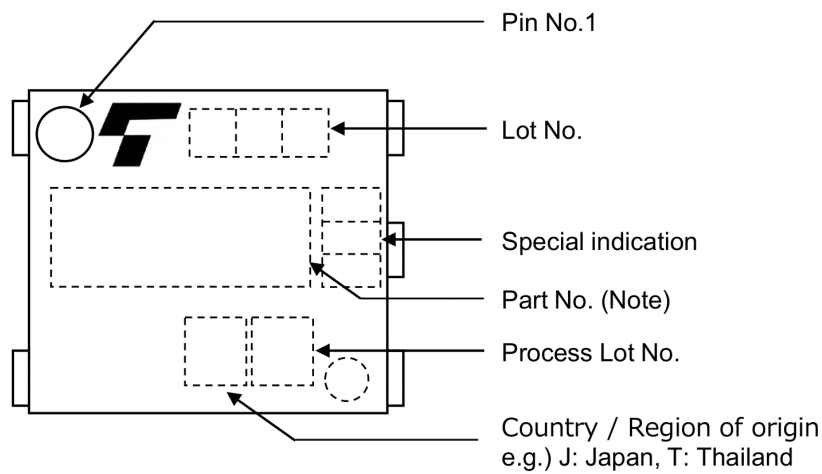 Pin No.1
Lot No.
Special indication
Part No. (Note)
Process Lot No.
Country / Region of origin
e.g.) J: Japan, T: Thailand